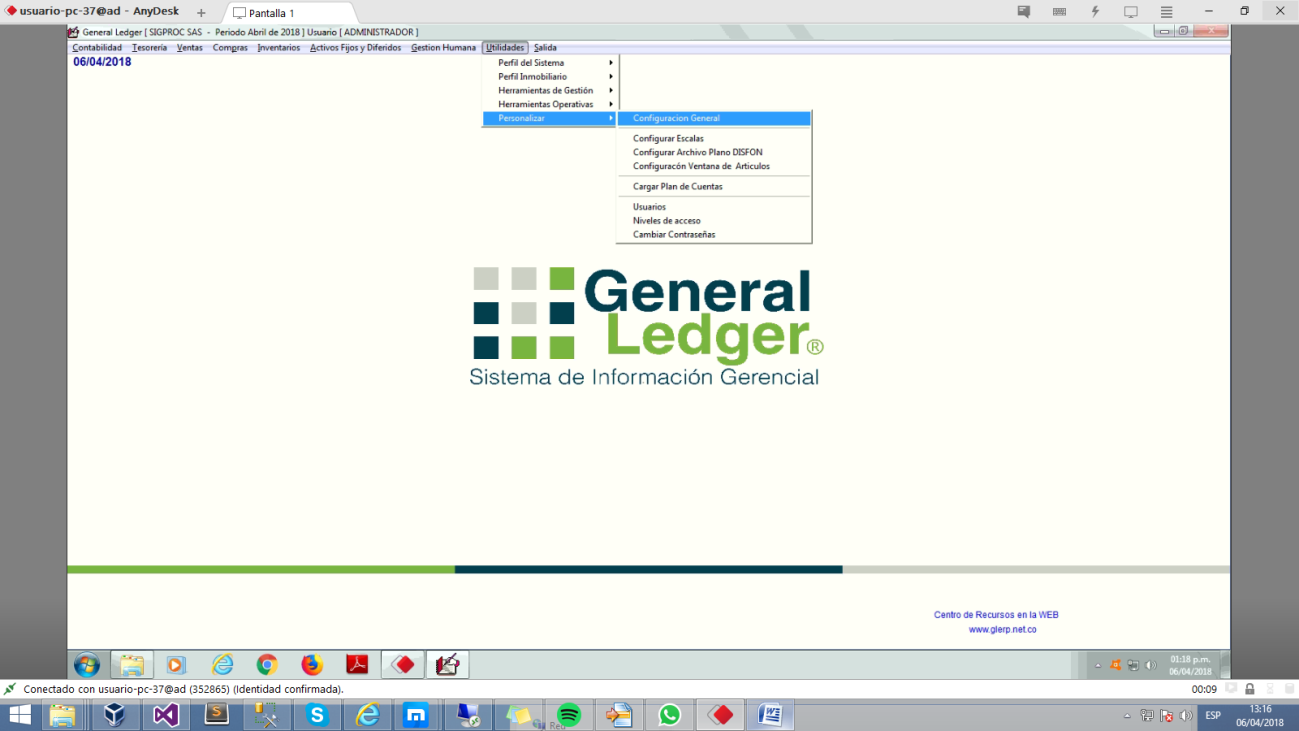 usuario-pc-37@ad - AnyDesk
Pantalla 1
General Ledger [ SIGPROC SAS - Periodo Abril de 2018 ] Usuario [ ADMINISTRADOR ]
Contabilidad Tesorería Ventas Compras Inventarios Activos Fijos y Diferidos Gestion Humana Utilidades Salida
06/04/2018
Perfil del Sistema
Perfil Inmobiliario
Herramientas de Gestión
Herramientas Operativas
Personalizar
Configuracion General
Configurar Escalas
Configurar Archivo Plano DISFON
Configuracón Ventana de Articulos
Cargar Plan de Cuentas
Usuarios
Niveles de acceso
Cambiar Contraseñas
General
Ledger®
Sistema de Información Gerencial
Centro de Recursos en la WEB
www.glerp.net.co
01:18 p.m.
06/04/2018
Conectado con usuario-pc-37@ad (352865) (Identidad confirmada).
00:09
Red
ESP
13:16
06/04/2018